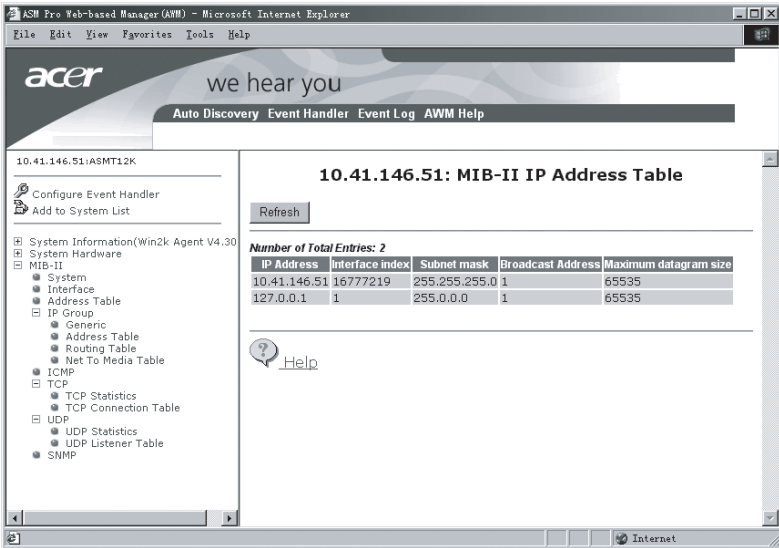 ASM Pro Web-based Manager(AWM) - Microsoft Internet Explorer
File Edit View Favorites Tools Help
acer
we hear you
Auto Discovery Event Handler Event Log AWM Help
10.41.146.51:ASMT12K
Configure Event Handler
Add to System List
System Information(Win2k Agent V4.30
System Hardware
MIB-II
System
Interface
Address Table
IP Group
Generic
Address Table
Routing Table
Net To Media Table
ICMP
TCP
TCP Statistics
TCP Connection Table
UDP
UDP Statistics
UDP Listener Table
SNMP
10.41.146.51: MIB-II IP Address Table
Refresh
Number of Total Entries: 2
IP Address Interface index Subnet mask Broadcast Address Maximum datagram size
10.41.146.51 16777219 255.255.255.0 1 65535
127.0.0.1 1 255.0.0.0 1 65535
? Help
Internet